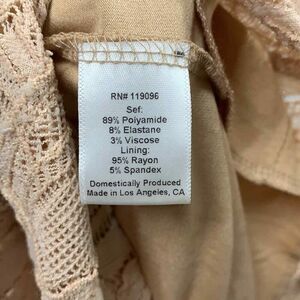 RN# 119096
Sef:
89% Polyamide
8% Elastane
3% Viscose
Lining:
95% Rayon
5% Spandex
Domestically Produced
Made in Los Angeles, CA